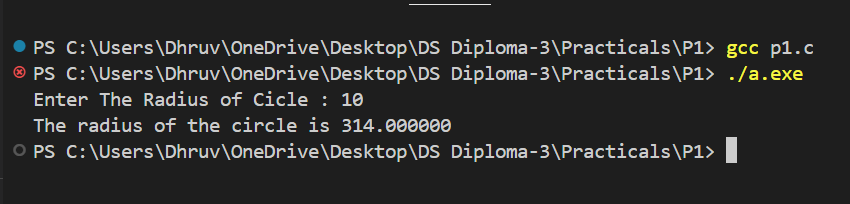 PS C:\Users\Dhruv\OneDrive\Desktop\DS Diploma-3\Practicals\P1> gcc p1.c
PS C:\Users\Dhruv\OneDrive\Desktop\DS Diploma-3\Practicals\P1> ./a.exe
Enter The Radius of Cicle : 10
The radius of the circle is 314.000000
PS C:\Users\Dhruv\OneDrive\Desktop\DS Diploma-3\Practicals\P1>